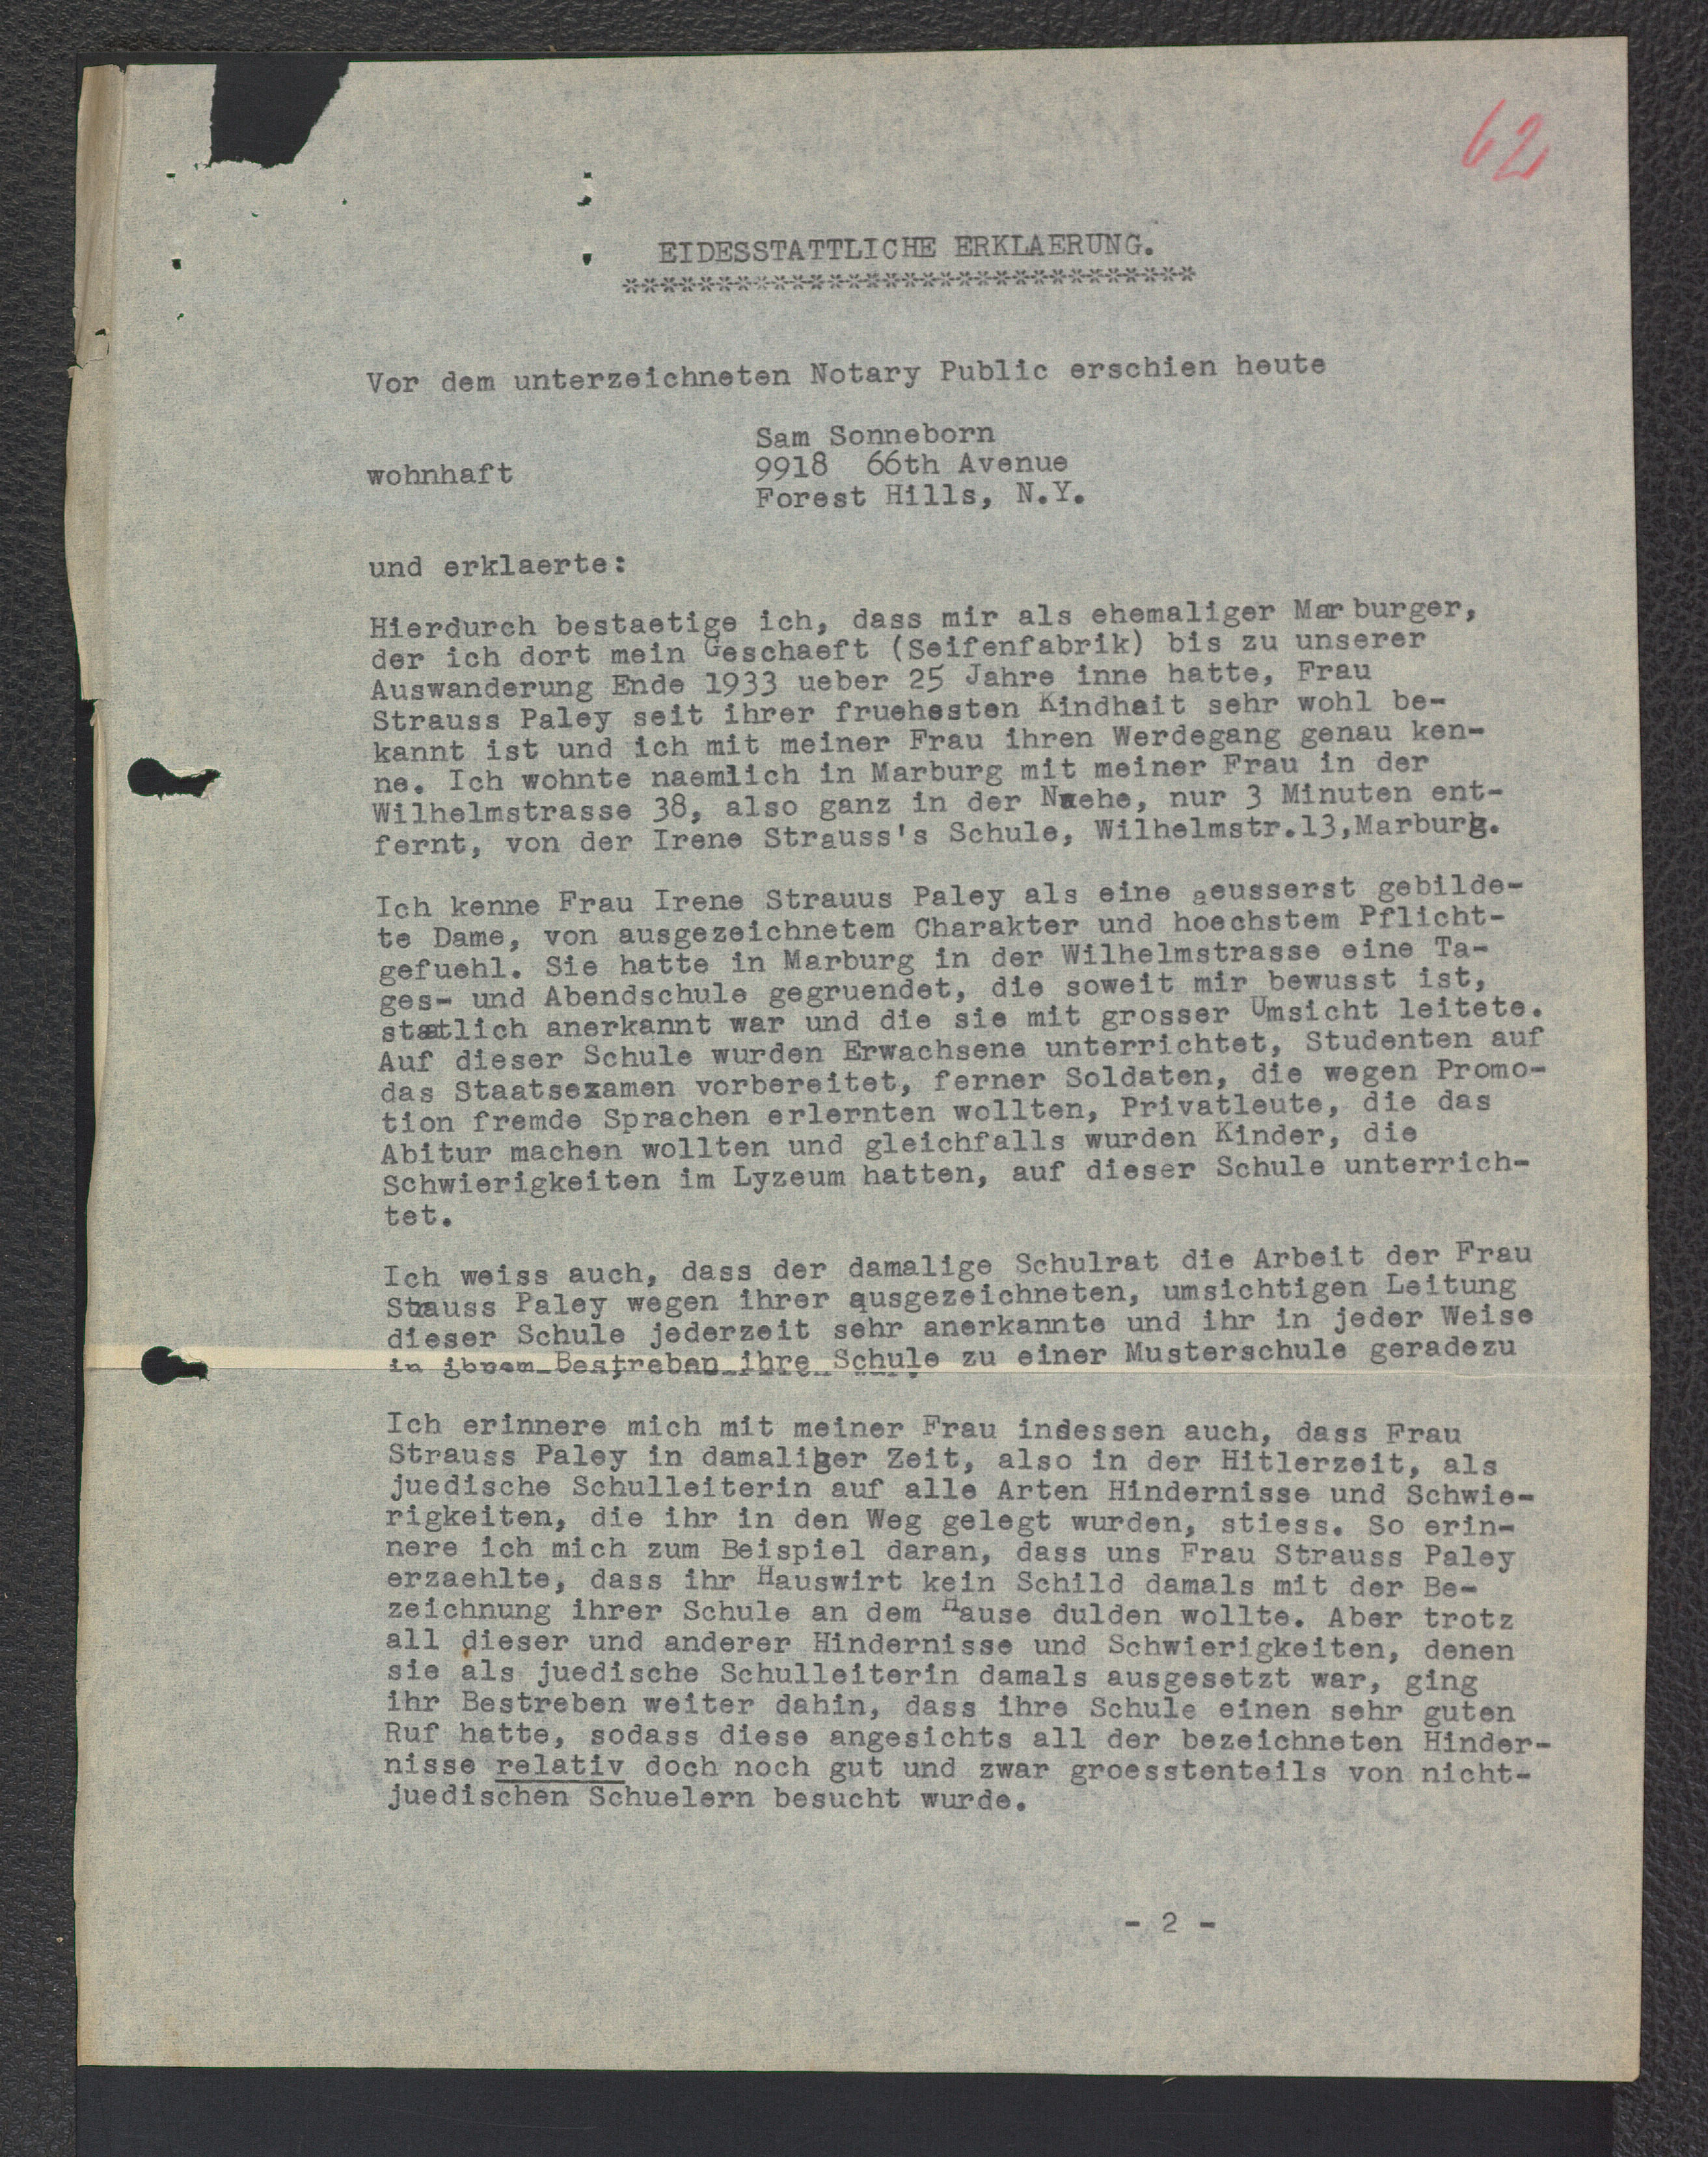 62
EIDESSTATTLICHE ERKLAERUNG.
*******************************
Vor dem unterzeichneten Notary Public erschien heute
Sam Sonneborn
wohnhaft 9918 66th Avenue
Forest Hills, N.Y.
und erklaerte:
Hierdurch bestaetige ich, dass mir als ehemaliger Marburger,
der ich dort mein Geschaeft (Seifenfabrik) bis zu unserer
Auswanderung Ende 1933 ueber 25 Jahre inne hatte, Frau
Strauss Paley seit ihrer fruehesten Kindheit sehr wohl be-
kannt ist und ich mit meiner Frau ihren Werdegang genau ken-
ne. Ich wohnte naemlich in Marburg mit meiner Frau in der
Wilhelmstrasse 38, also ganz in der Naehe, nur 3 Minuten ent-
fernt, von der Irene Strauss's Schule, Wilhelmstr.13,Marburg.
Ich kenne Frau Irene Strauus Paley als eine aeusserst gebilde-
te Dame, von ausgezeichnetem Charakter und hoechstem Pflicht-
gefuehl. Sie hatte in Marburg in der Wilhelmstrasse eine Ta-
ges- und Abendschule gegruendet, die soweit mir bewusst ist,
staatlich anerkannt war und die sie mit grosser Umsicht leitete.
Auf dieser Schule wurden Erwachsene unterrichtet, Studenten auf
das Staatsexamen vorbereitet, ferner Soldaten, die wegen Promo-
tion fremde Sprachen erlernten wollten, Privatleute, die das
Abitur machen wollten und gleichfalls wurden Kinder, die
Schwierigkeiten im Lyzeum hatten, auf dieser Schule unterrich-
tet.
Ich weiss auch, dass der damalige Schulrat die Arbeit der Frau
Strauss Paley wegen ihrer ausgezeichneten, umsichtigen Leitung
dieser Schule jederzeit sehr anerkannte und ihr in jeder Weise
in ihrem Bestreben ihre Schule zu einer Musterschule geradezu
war.
Ich erinnere mich mit meiner Frau indessen auch, dass Frau
Strauss Paley in damaliger Zeit, also in der Hitlerzeit, als
juedische Schulleiterin auf alle Arten Hindernisse und Schwie-
rigkeiten, die ihr in den Weg gelegt wurden, stiess. So erin-
nere ich mich zum Beispiel daran, dass uns Frau Strauss Paley
erzaehlte, dass ihr Hauswirt kein Schild damals mit der Be-
zeichnung ihrer Schule an dem Hause dulden wollte. Aber trotz
all dieser und anderer Hindernisse und Schwierigkeiten, denen
sie als juedische Schulleiterin damals ausgesetzt war, ging
ihr Bestreben weiter dahin, dass ihre Schule einen sehr guten
Ruf hatte, sodass diese angesichts all der bezeichneten Hinder-
nisse relativ doch noch gut und zwar groesstenteils von nicht-
juedischen Schuelern besucht wurde.
- 2 -